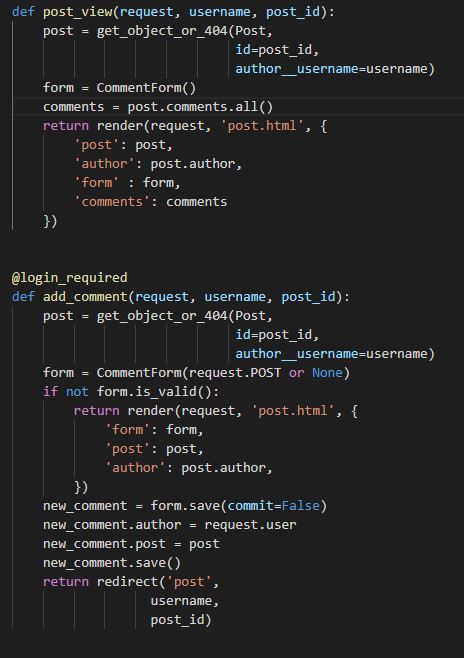 def post_view(request, username, post_id):
    post = get_object_or_404(Post,
                             id=post_id,
                             author__username=username)
    form = CommentForm()
    comments = post.comments.all()
    return render(request, 'post.html', {
        'post': post,
        'author': post.author,
        'form' : form,
        'comments': comments
    })
@login_required
def add_comment(request, username, post_id):
    post = get_object_or_404(Post,
                             id=post_id,
                             author__username=username)
    form = CommentForm(request.POST or None)
    if not form.is_valid():
        return render(request, 'post.html', {
            'form': form,
            'post': post,
            'author': post.author,
        })
    new_comment = form.save(commit=False)
    new_comment.author = request.user
    new_comment.post = post
    new_comment.save()
    return redirect('post',
                  username,
                  post_id)